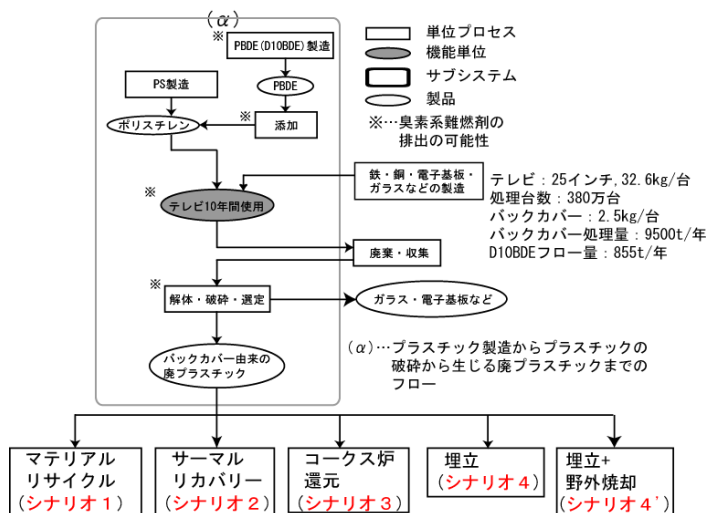 (α)
※
PBDE(D10BDE)製造
PBDE
PS製造
※
ポリスチレン
添加
単位プロセス
機能単位
サブシステム
製品
※…臭素系難燃剤の
排出の可能性
鉄・銅・電子基板・
ガラスなどの製造
※
テレビ10年間使用
テレビ：25インチ,32.6kg/台
処理台数：380万台
バックカバー：2.5kg/台
バックカバー処理量：9500t/年
D10BDEフロー量：855t/年
廃棄・収集
※
解体・破砕・選定
ガラス・電子基板など
バックカバー由来の
廃プラスチック
(α)…プラスチック製造からプラスチックの
破砕から生じる廃プラスチックまでの
フロー
マテリアル
リサイクル
(シナリオ１)
サーマル
リカバリー
(シナリオ２)
コークス炉
還元
(シナリオ３)
埋立
(シナリオ４)
埋立+
野外焼却
(シナリオ４')